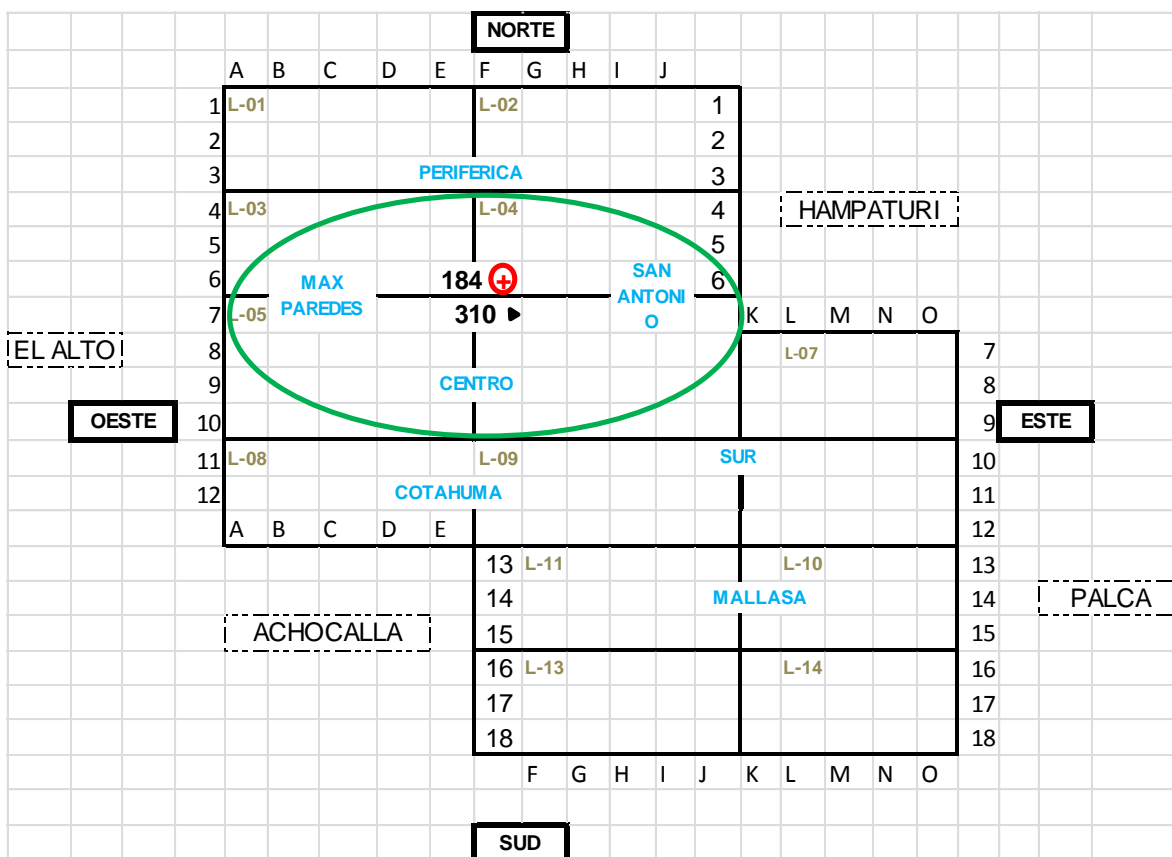 NORTE
A B C D E F G H I J
1 L-01 L-02 1
2 2
3 PERIFERICA 3
4 L-03 L-04 4 HAMPATURI
5 5
6 MAX 184 + SAN 6
PAREDES ANTONI
7 L-05 310 O K L M N O
EL ALTO 8 L-07 7
9 CENTRO 8
OESTE 10 9 ESTE
11 L-08 L-09 SUR 10
12 COTAHUMA 11
A B C D E 12
13 L-11 L-10 13
14 MALLASA 14 PALCA
ACHOCALLA 15 15
16 L-13 L-14 16
17 17
18 18
F G H I J K L M N O
SUD